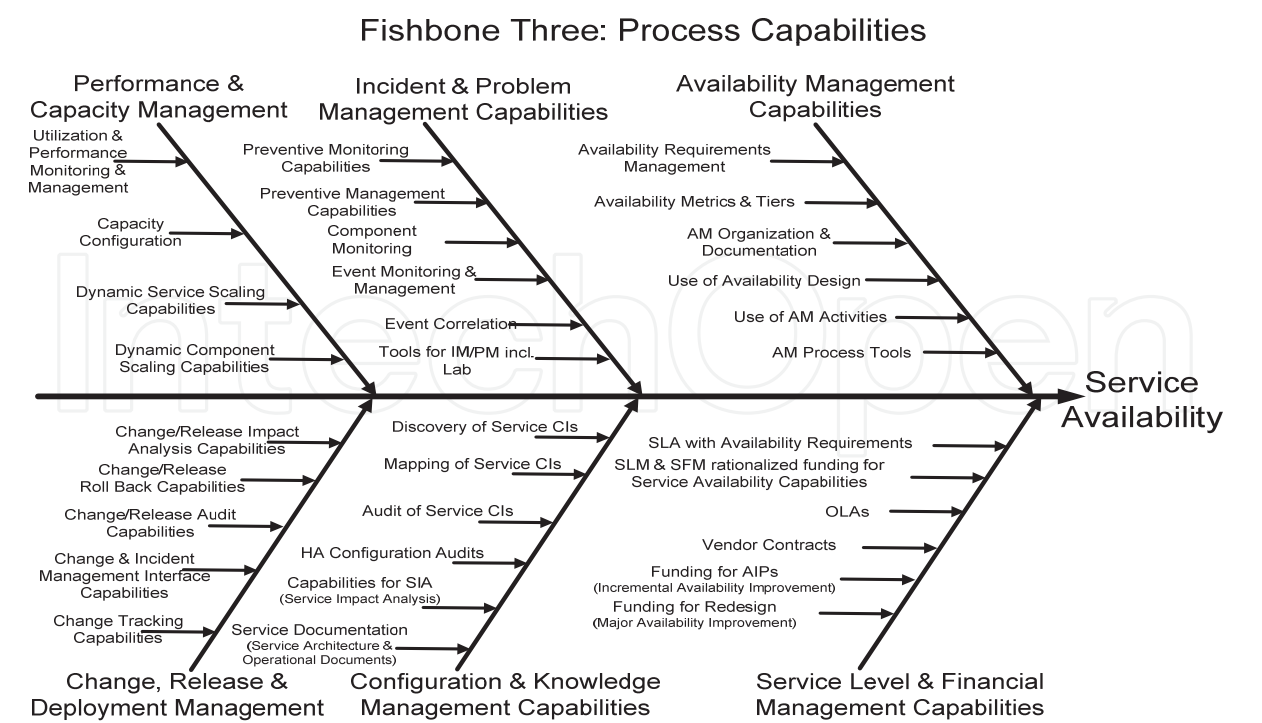 Fishbone Three: Process Capabilities
Performance &
Capacity Management
Utilization &
Performance
Monitoring &
Management
Capacity
Configuration
Dynamic Service Scaling
Capabilities
Dynamic Component
Scaling Capabilities
Incident & Problem
Management Capabilities
Preventive Monitoring
Capabilities
Preventive Management
Capabilities
Component
Monitoring
Event Monitoring &
Management
Event Correlation
Tools for IM/PM incl.
Lab
Availability Management
Capabilities
Availability Requirements
Management
Availability Metrics & Tiers
AM Organization &
Documentation
Use of Availability Design
Use of AM Activities
AM Process Tools
Service
Availability
Change/Release Impact
Analysis Capabilities
Change/Release
Roll Back Capabilities
Change/Release Audit
Capabilities
Change & Incident
Management Interface
Capabilities
Change Tracking
Capabilities
Change, Release &
Deployment Management
Discovery of Service CIs
Mapping of Service CIs
Audit of Service CIs
HA Configuration Audits
Capabilities for SIA
(Service Impact Analysis)
Service Documentation
(Service Architecture &
Operational Documents)
Configuration & Knowledge
Management Capabilities
SLA with Availability Requirements
SLM & SFM rationalized funding for
Service Availability Capabilities
OLAs
Vendor Contracts
Funding for AIPs
(Incremental Availability Improvement)
Funding for Redesign
(Major Availability Improvement)
Service Level & Financial
Management Capabilities
IntechOpen